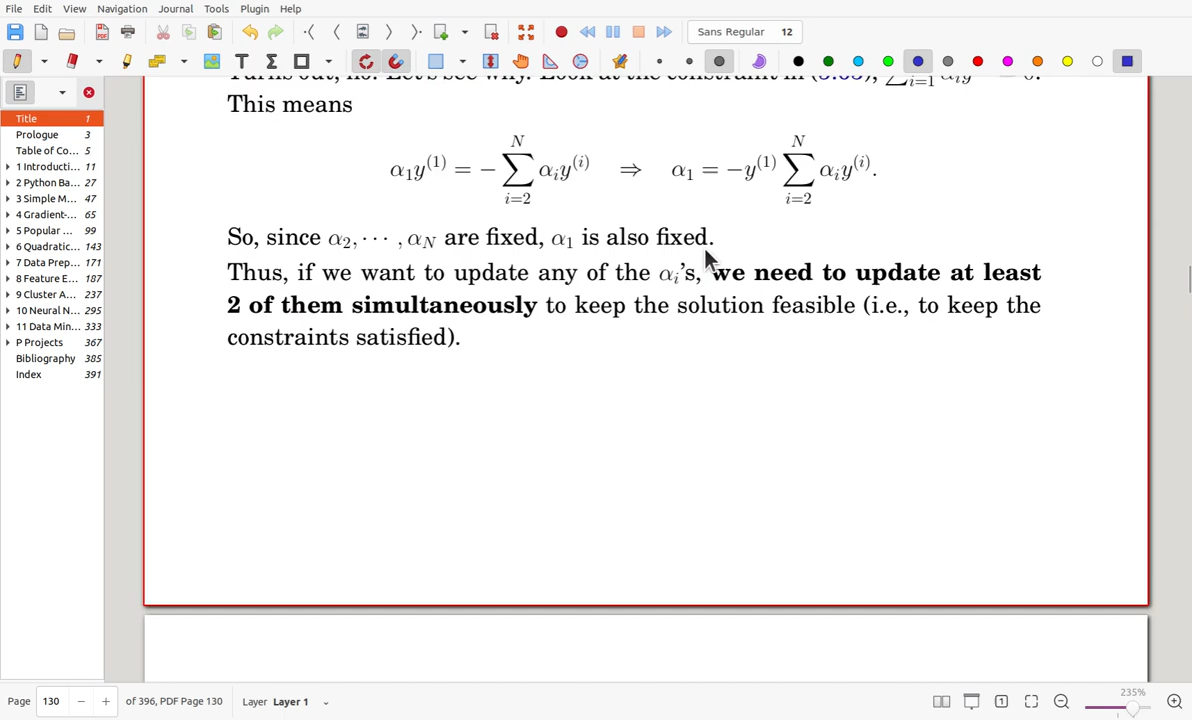 File Edit View Navigation Journal Tools Plugin Help
Sans Regular 12
Title 1
Prologue 3
Table of Co... 5
1 Introducti... 11
2 Python Ba... 27
3 Simple M... 47
4 Gradient-... 65
5 Popular ... 99
6 Quadratic... 143
7 Data Prep... 171
8 Feature E... 187
9 Cluster A... 237
10 Neural N... 295
11 Data Min... 333
P Projects 367
Bibliography 385
Index 391
This means
α₁y⁽¹⁾ = −∑_{i=2}^{N} αᵢy⁽ⁱ⁾ ⇒ α₁ = −y⁽¹⁾ ∑_{i=2}^{N} αᵢy⁽ⁱ⁾.
So, since α₂, ⋯ , α_N are fixed, α₁ is also fixed.
Thus, if we want to update any of the αᵢ's, we need to update at least
2 of them simultaneously to keep the solution feasible (i.e., to keep the
constraints satisfied).
Page 130 − + of 396, PDF Page 130 Layer Layer 1 235%